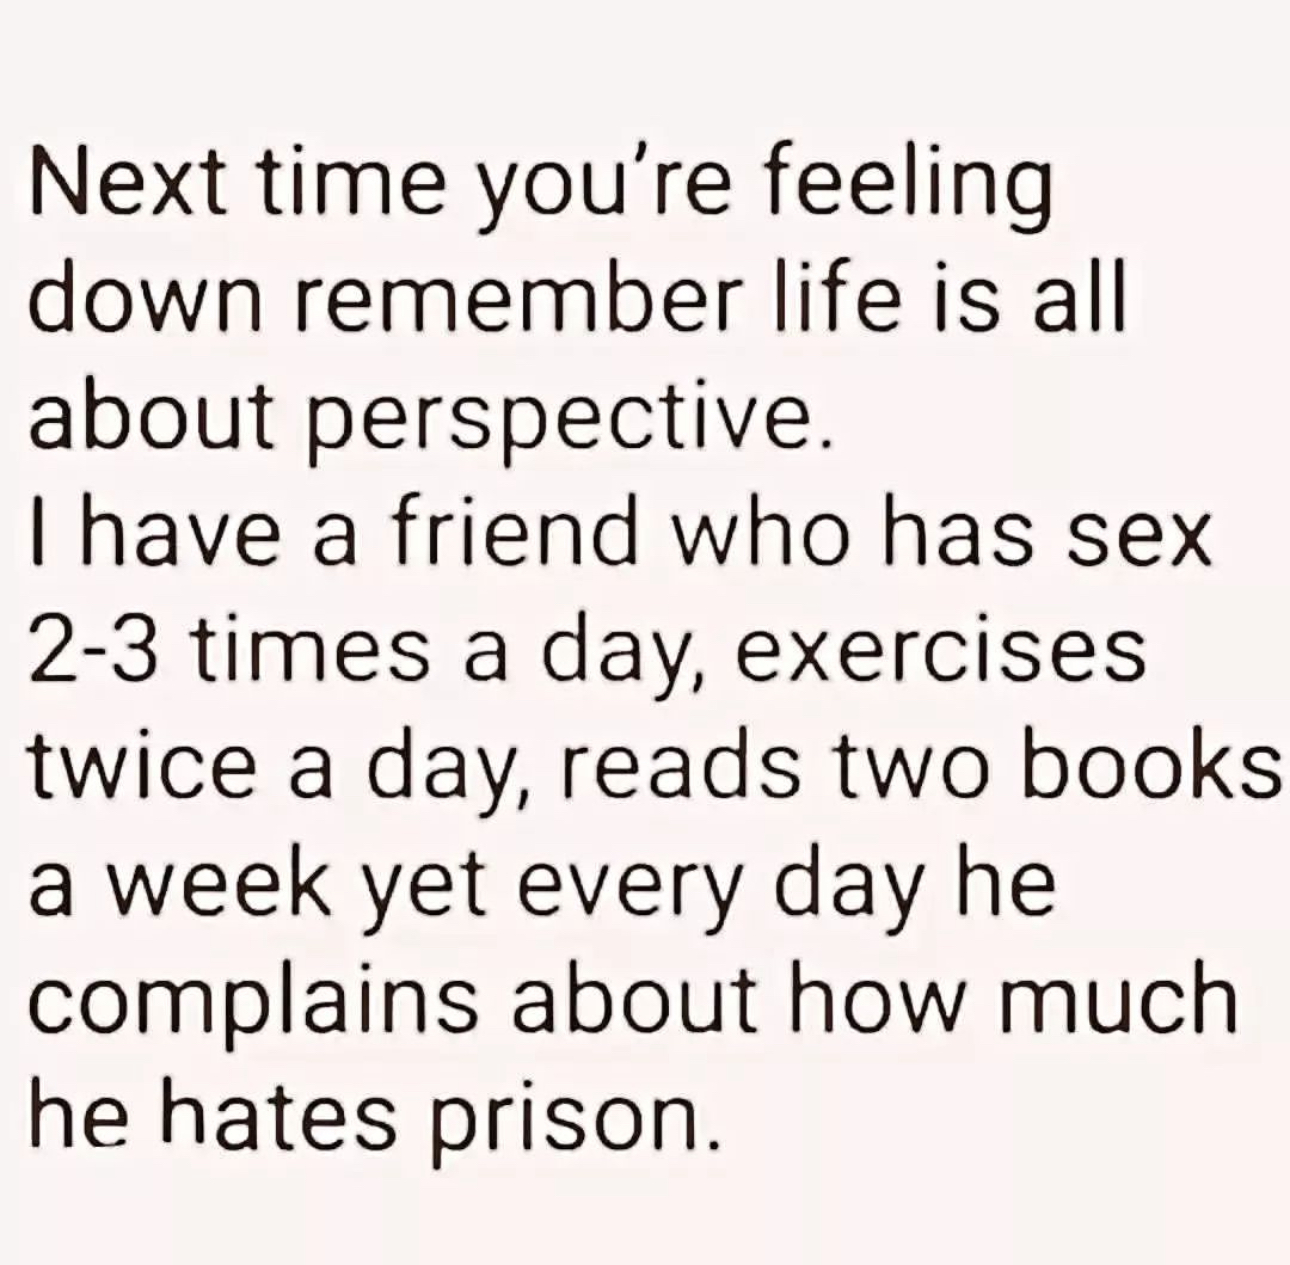 Next time you’re feeling
down remember life is all
about perspective.
I have a friend who has sex
2-3 times a day, exercises
twice a day, reads two books
a week yet every day he
complains about how much
he hates prison.